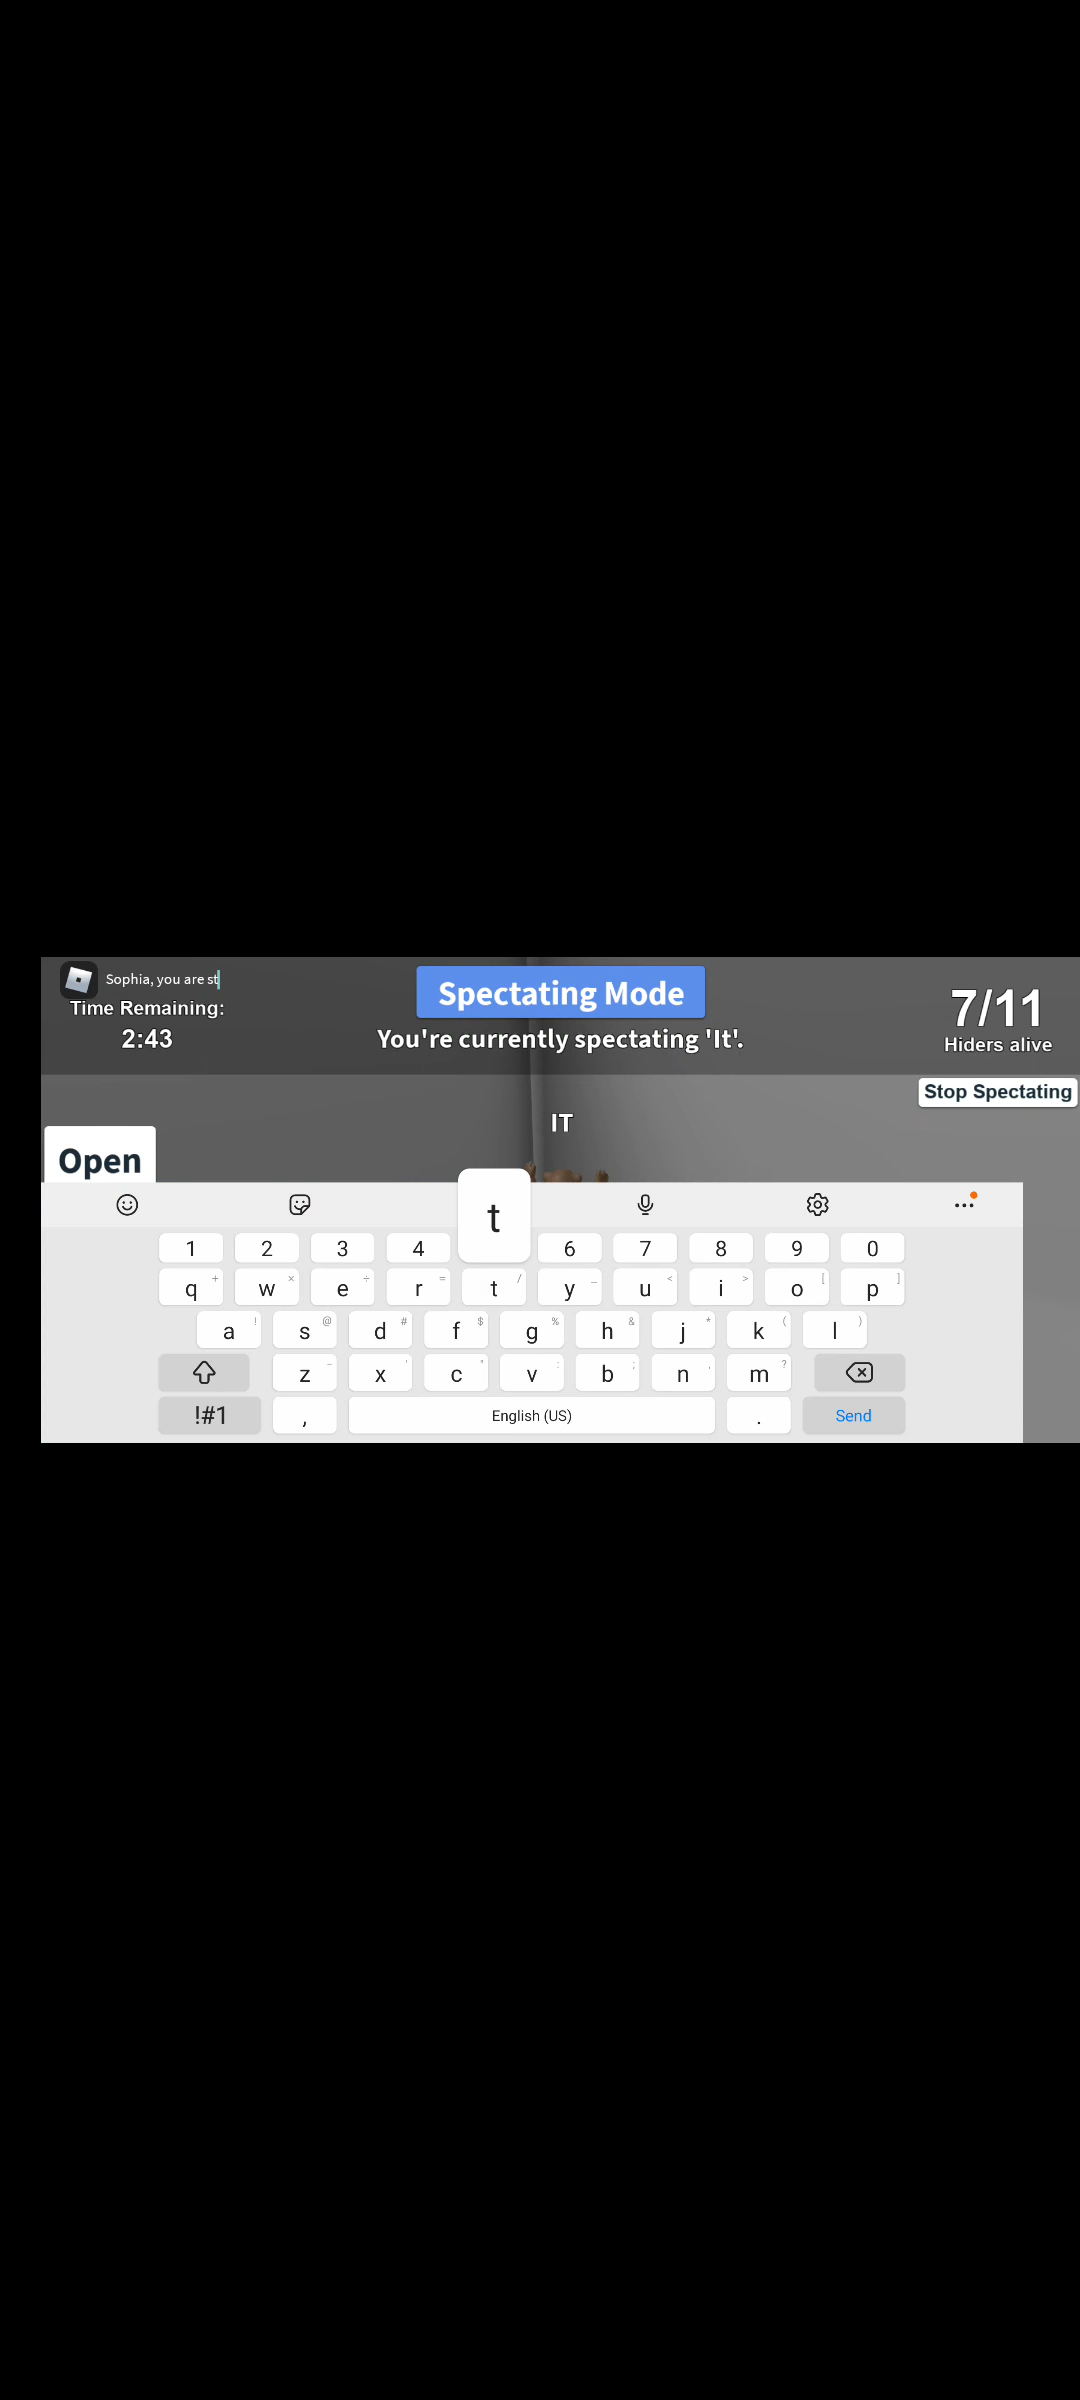 Sophia, you are st
Time Remaining:
2:43
Spectating Mode
You're currently spectating 'It'.
7/11
Hiders alive
Stop Spectating
IT
Open
t
1 2 3 4 6 7 8 9 0
q + w × e ÷ r = t / y _ u < i > o [ p ]
a ! s @ d # f $ g % h & j * k ( l )
z - x ' c " v : b ; n , m ?
!#1 , English (US) . Send